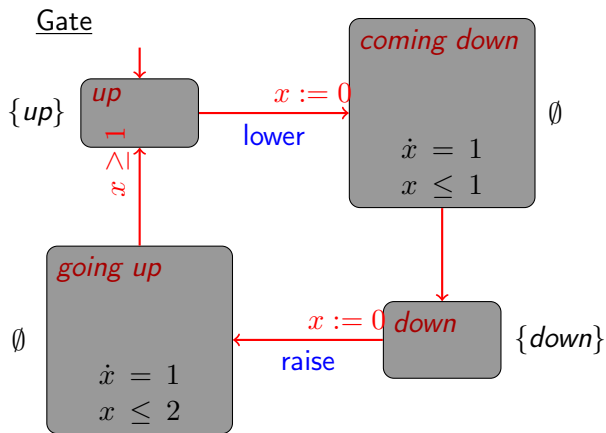 Gate
coming down
up
{up}
x := 0
∅
x ≥ 1
lower
ẋ = 1
x ≤ 1
going up
x := 0
down
{down}
∅
raise
ẋ = 1
x ≤ 2